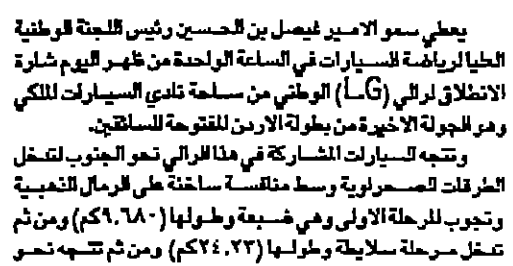 يعطي سمو الامير فيصل بن الحسين رئيس اللجنة الوطنية
العليا لرياضة السيارات في الساعة الواحدة من ظهر اليوم شارة
الانطلاق لرالي (G‏ـأ) الوطني من ساحة نادي السيارات الملكي
وهو الجولة الاخيرة من بطولة الاردن المفتوحة للسائقين.
وتتجه السيارات المشاركة في هذا الرالي نحو الجنوب لتدخل
الطرقات الصحراوية وسط منافسة ساخنة على الرمال الذهبية
وتجوب المرحلة الاولى وهي ضبعة وطولها (٩,٦٨٠كم) ومن ثم
تدخل مرحلة سلايطة وطولها (٢٤,٢٣كم) ومن ثم تتجه نحو